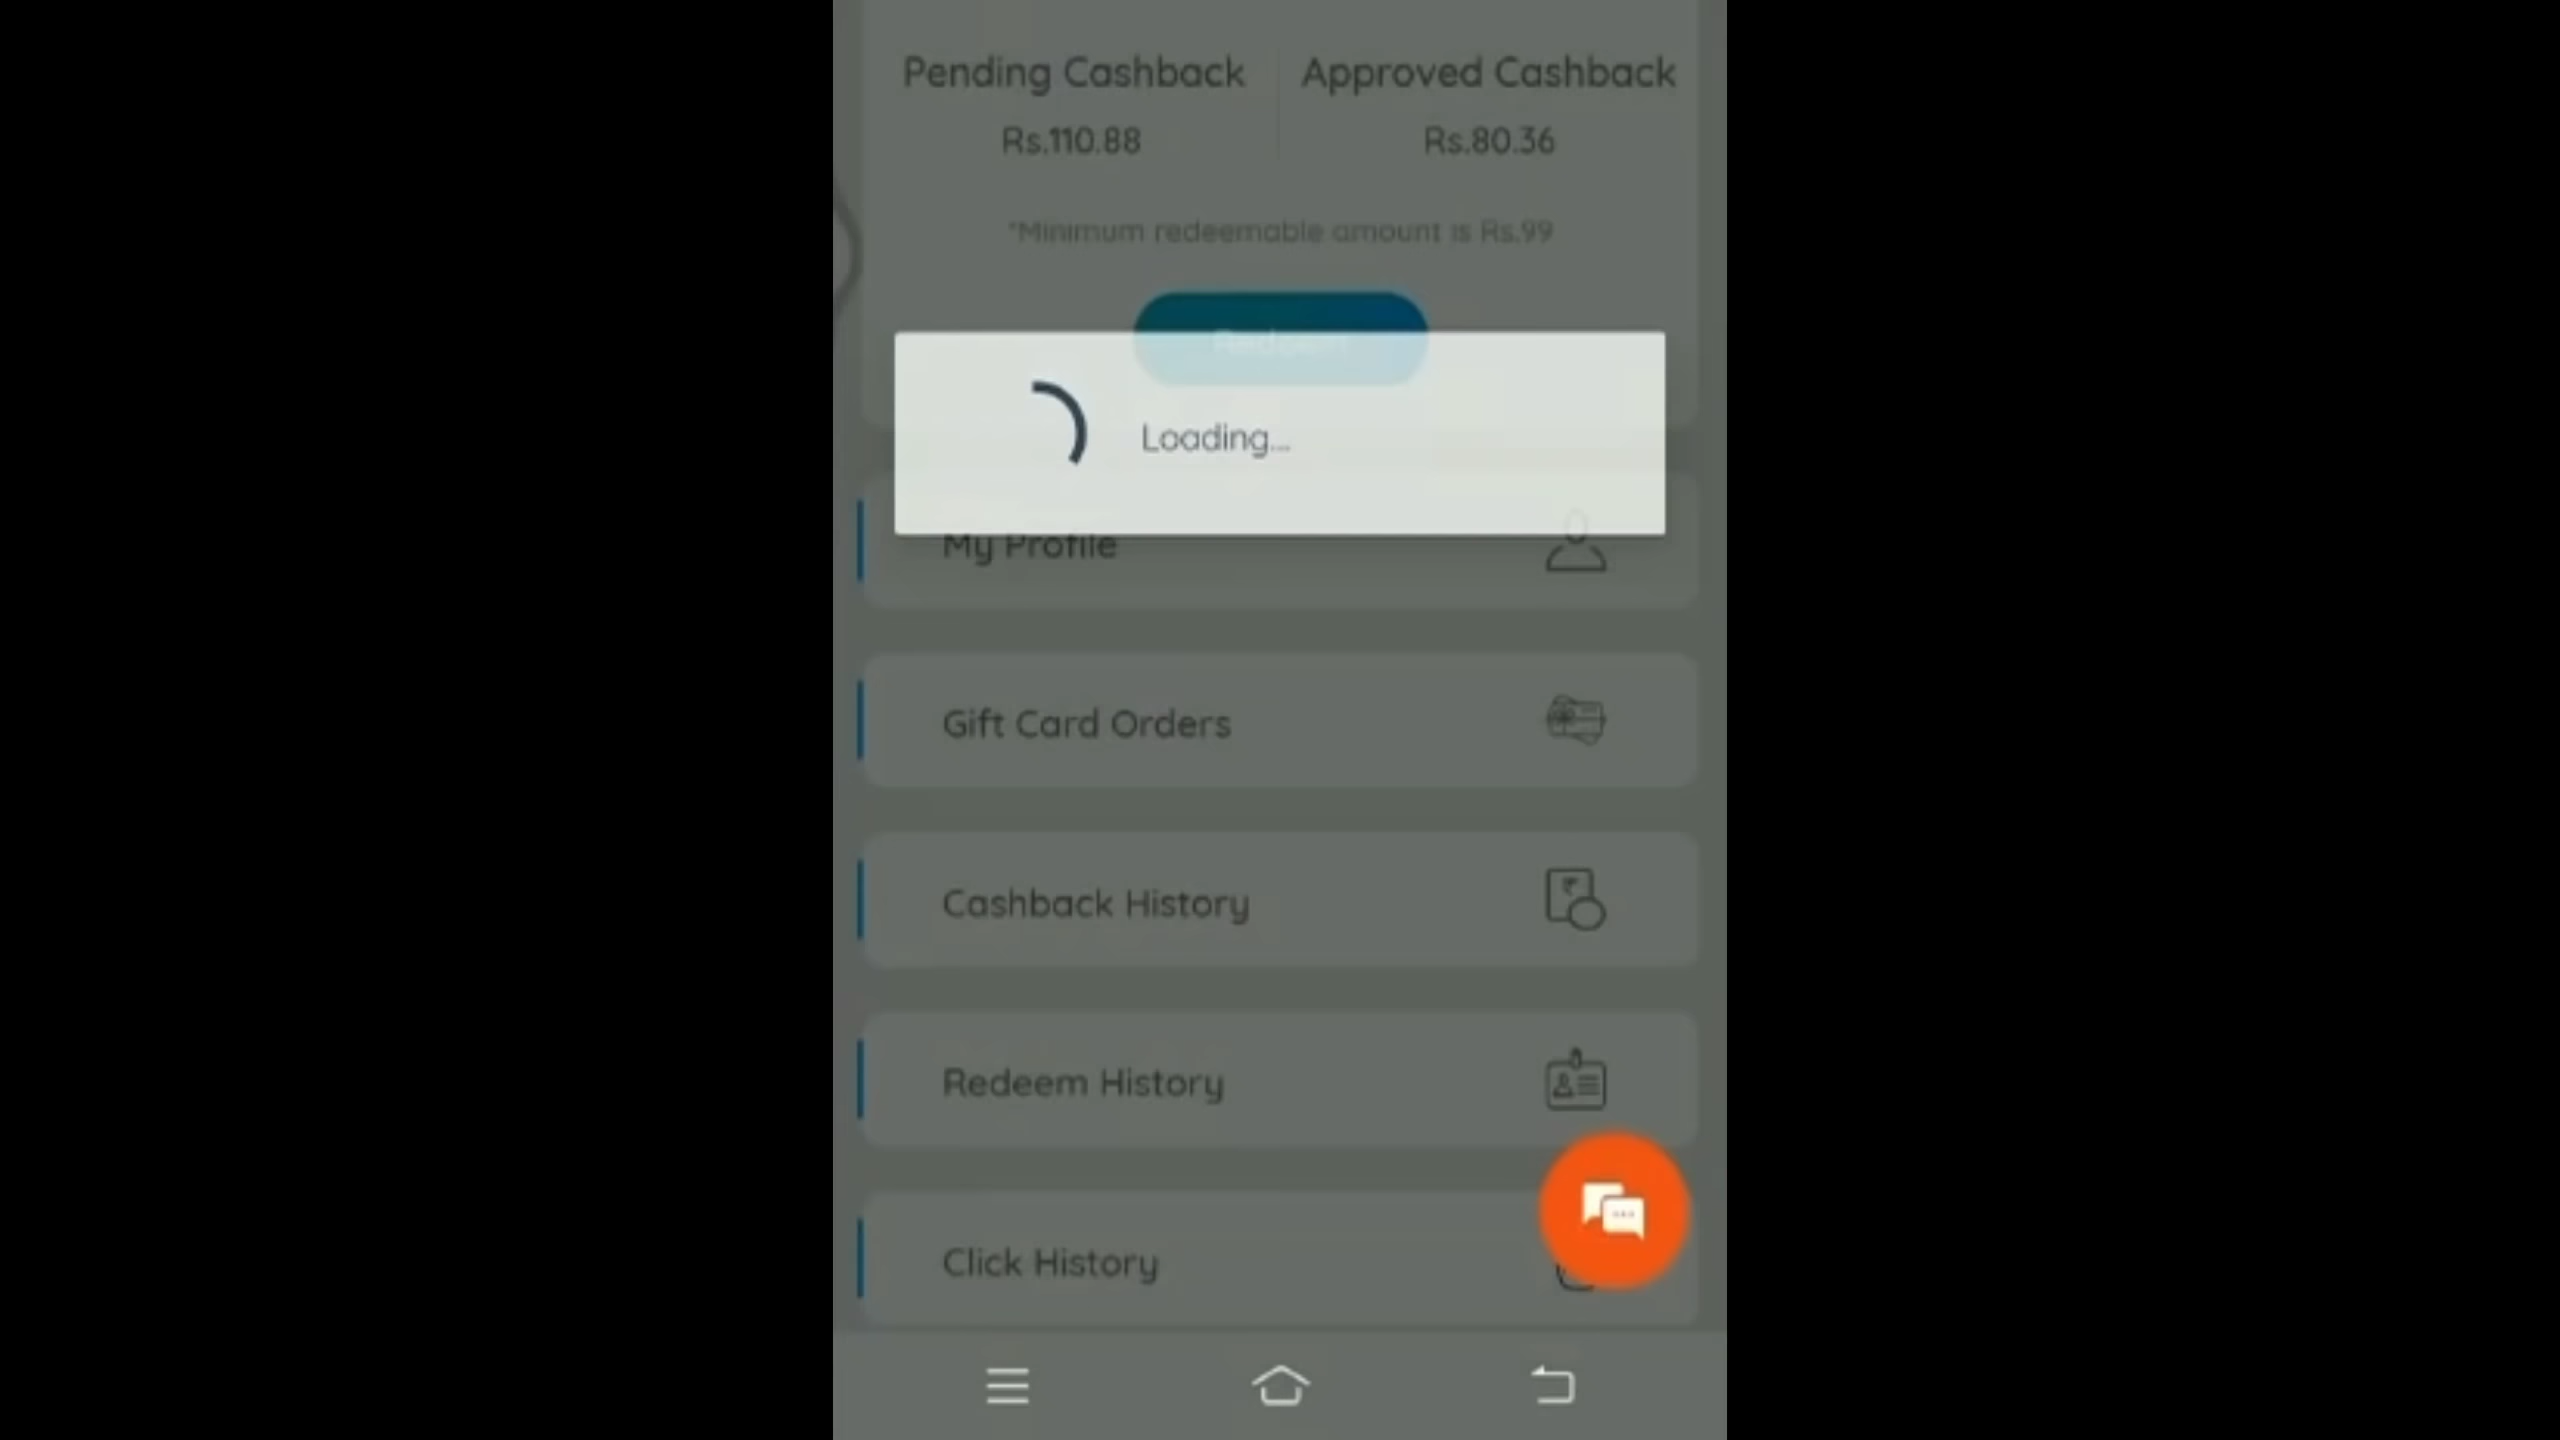 Pending Cashback
Approved Cashback
Rs.110.88
Rs.80.36
*Minimum redeemable amount is Rs.99
Redeem
Loading...
My Profile
Gift Card Orders
Cashback History
Redeem History
Click History